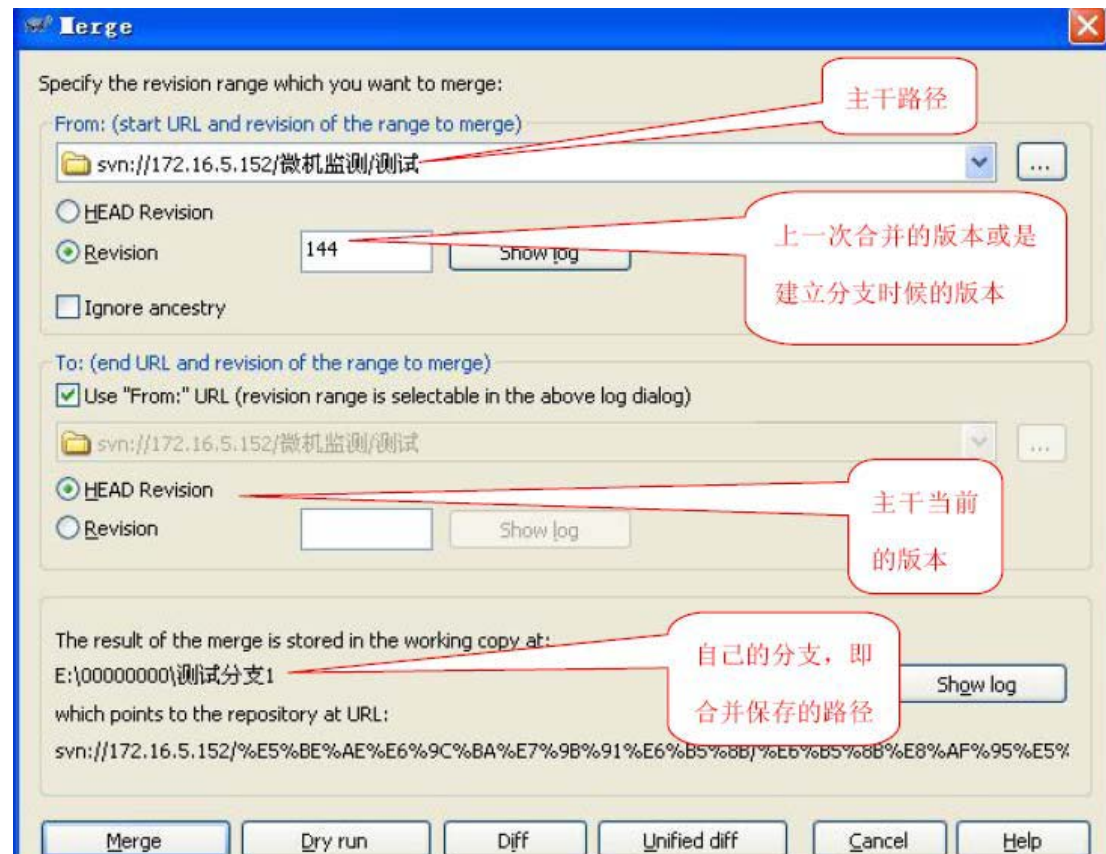 Merge
Specify the revision range which you want to merge:
主干路径
From: (start URL and revision of the range to merge)
svn://172.16.5.152/微机监测/测试
...
HEAD Revision
Revision
144
Show log
上一次合并的版本或是
建立分支时候的版本
Ignore ancestry
To: (end URL and revision of the range to merge)
Use "From:" URL (revision range is selectable in the above log dialog)
svn://172.16.5.152/微机监测/测试
...
HEAD Revision
Revision
Show log
主干当前
的版本
The result of the merge is stored in the working copy at:
E:\00000000\测试分支1
自己的分支，即
合并保存的路径
Show log
which points to the repository at URL:
svn://172.16.5.152/%E5%BE%AE%E6%9C%BA%E7%9B%91%E6%B5%8B/%E6%B5%8B%E8%AF%95%E5%
Merge
Dry run
Diff
Unified diff
Cancel
Help